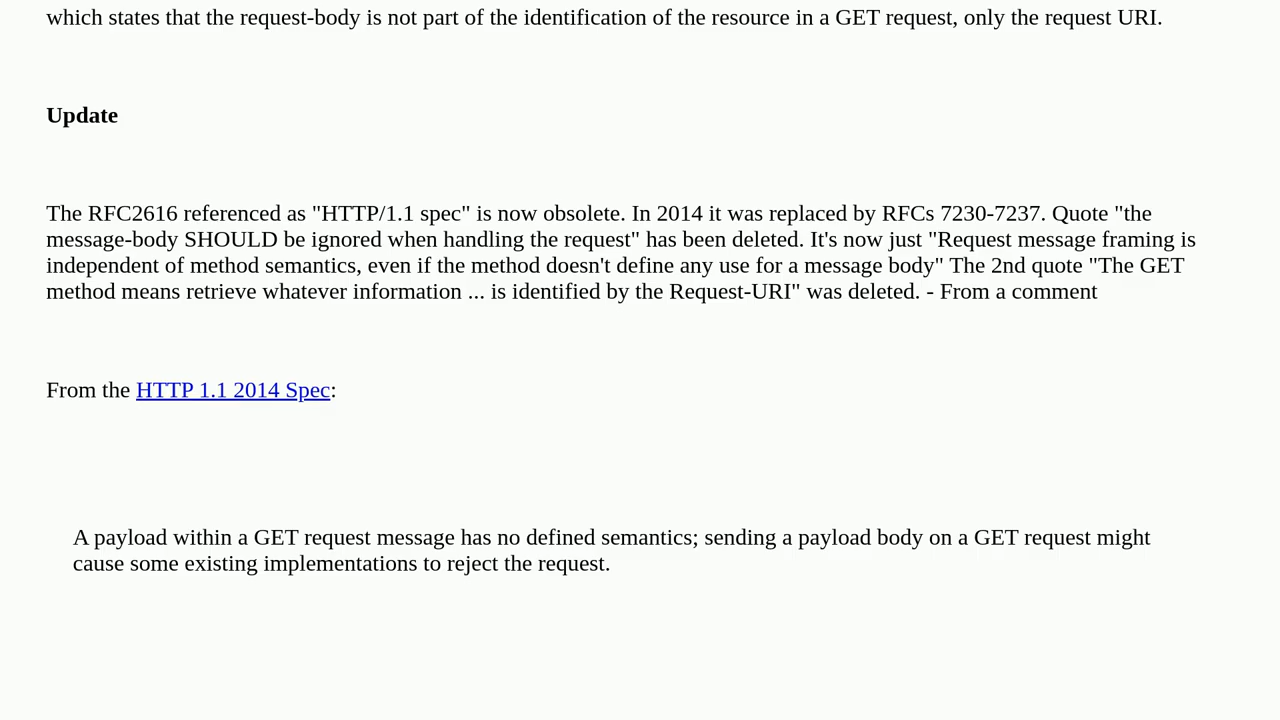 which states that the request-body is not part of the identification of the resource in a GET request, only the request URI.
Update
The RFC2616 referenced as "HTTP/1.1 spec" is now obsolete. In 2014 it was replaced by RFCs 7230-7237. Quote "the
message-body SHOULD be ignored when handling the request" has been deleted. It's now just "Request message framing is
independent of method semantics, even if the method doesn't define any use for a message body" The 2nd quote "The GET
method means retrieve whatever information ... is identified by the Request-URI" was deleted. - From a comment
From the HTTP 1.1 2014 Spec:
A payload within a GET request message has no defined semantics; sending a payload body on a GET request might
cause some existing implementations to reject the request.